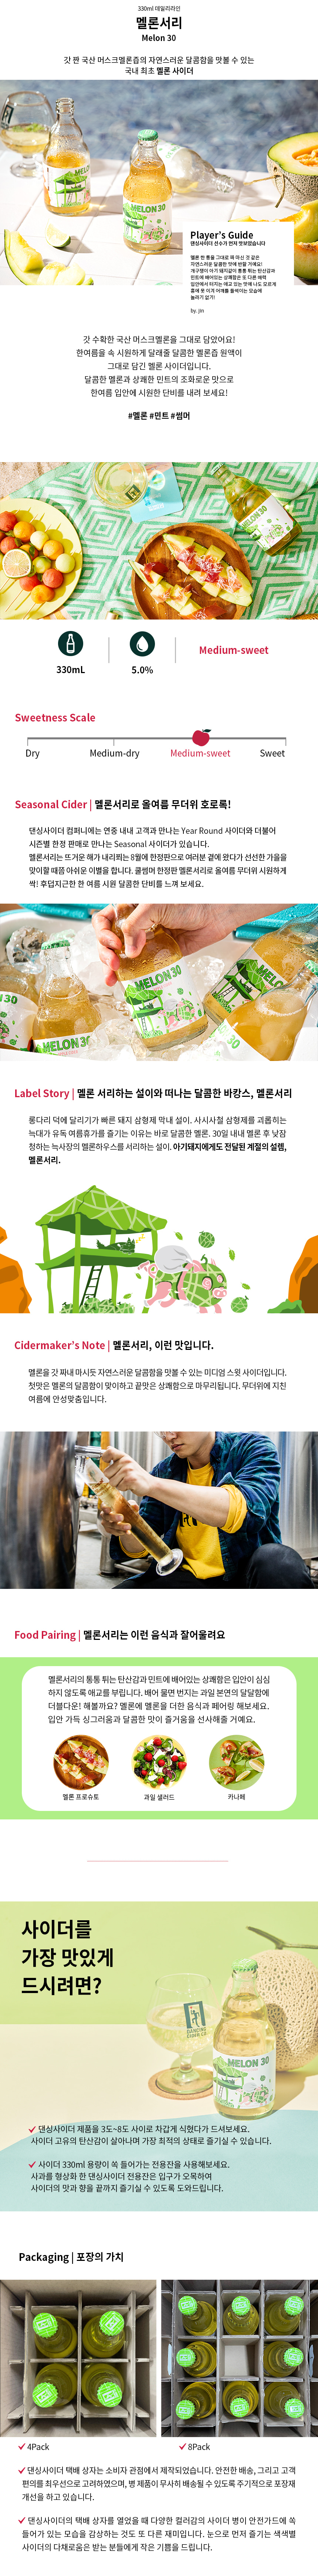 330ml 데일리라인
멜론서리
Melon 30
갓 짠 국산 머스크멜론즙의 자연스러운 달콤함을 맛볼 수 있는
국내 최초 멜론 사이더
MELON 30
MELON 30
Player's Guide
댄싱사이더 선수가 먼저 맛보았습니다
멜론 한 통을 그대로 짜 마신 것 같은
자연스러운 달콤한 맛에 반할 거예요!
개구쟁이 아기 돼지같이 통통 튀는 탄산감과
민트에 배어있는 상쾌함은 또 다른 매력
입안에서 터지는 매교 있는 맛에 나도 모르게
흥에 못 이겨 어깨를 들썩이는 모습에
놀라기 없기!
by. jin
갓 수확한 국산 머스크멜론을 그대로 담았어요!
한여름을 속 시원하게 달래줄 달콤한 멜론즙 원액이
그대로 담긴 멜론 사이더입니다.
달콤한 멜론과 상쾌한 민트의 조화로운 맛으로
한여름 입안에 시원한 단비를 내려 보세요!
#멜론 #민트 #썸머
MELON 30
330mL
5.0%
Medium-sweet
Sweetness Scale
Dry
Medium-dry
Medium-sweet
Sweet
Seasonal Cider | 멜론서리로 올여름 무더위 호로록!
댄싱사이더 컴퍼니에는 연중 내내 고객과 만나는 Year Round 사이더와 더불어
시즌별 한정 판매로 만나는 Seasonal 사이더가 있습니다.
멜론서리는 뜨거운 해가 내리쬐는 8월에 한정판으로 여러분 곁에 왔다가 선선한 가을을
맞이할 때쯤 아쉬운 이별을 합니다. 쿨썸머 한정판 멜론서리로 올여름 무더위 시원하게
싹! 후덥지근한 한 여름 시원 달콤한 단비를 느껴 보세요.
MELON 30
MELON 30
MELON 30
Label Story | 멜론 서리하는 설이와 떠나는 달콤한 바캉스, 멜론서리
롱다리 덕에 달리기가 빠른 돼지 삼형제 막내 설이. 사시사철 삼형제를 괴롭히는
늑대가 유독 여름휴가를 즐기는 이유는 바로 달콤한 멜론. 30일 내내 멜론 후 낮잠
청하는 늑사장의 멜론하우스를 서리하는 설이. 아기돼지에게도 전달된 계절의 설렘,
멜론서리.
Cidermaker's Note | 멜론서리, 이런 맛입니다.
멜론을 갓 짜내 마시듯 자연스러운 달콤함을 맛볼 수 있는 미디엄 스윗 사이더입니다.
첫맛은 멜론의 달콤함이 맞이하고 끝맛은 상쾌함으로 마무리됩니다. 무더위에 지친
여름에 안성맞춤입니다.
Food Pairing | 멜론서리는 이런 음식과 잘어울려요
멜론서리의 통통 튀는 탄산감과 민트에 배어있는 상쾌함은 입안이 심심
하지 않도록 애교를 부립니다. 배어 물면 번지는 과일 본연의 달달함에
더블다운! 해볼까요? 멜론에 멜론을 더한 음식과 페어링 해보세요.
입안 가득 싱그러움과 달콤한 맛이 즐거움을 선사해줄 거예요.
멜론 프로슈토
과일 샐러드
카나페
사이더를
가장 맛있게
드시려면?
DANCING
CIDER CO
MELON 30
댄싱사이더 제품을 3도~8도 사이로 차갑게 식혔다가 드셔보세요.
사이더 고유의 탄산감이 살아나며 가장 최적의 상태로 즐기실 수 있습니다.
사이더 330ml 용량이 쏙 들어가는 전용잔을 사용해보세요.
사과를 형상화 한 댄싱사이더 전용잔은 입구가 오목하여
사이더의 맛과 향을 끝까지 즐기실 수 있도록 도와드립니다.
Packaging | 포장의 가치
4Pack
8Pack
댄싱사이더 택배 상자는 소비자 관점에서 제작되었습니다. 안전한 배송, 그리고 고객
편의를 최우선으로 고려하였으며, 병 제품이 무사히 배송될 수 있도록 주기적으로 포장재
개선을 하고 있습니다.
댄싱사이더의 택배 상자를 열었을 때 다양한 컬러감의 사이더 병이 안전가드에 쏙
들어가 있는 모습을 감상하는 것도 또 다른 재미입니다. 눈으로 먼저 즐기는 색색별
사이더의 다채로움은 받는 분들에게 작은 기쁨을 드립니다.